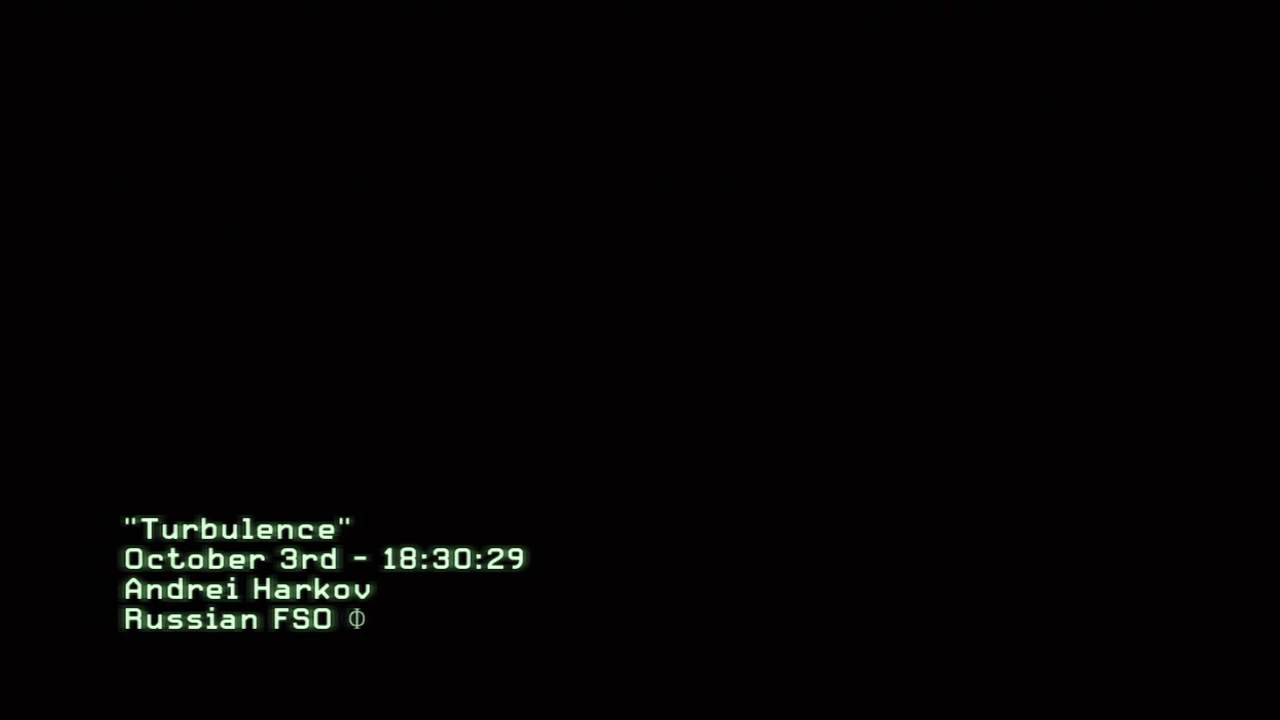 "Turbulence"
October 3rd - 18:30:29
Andrei Harkov
Russian FSO Ф